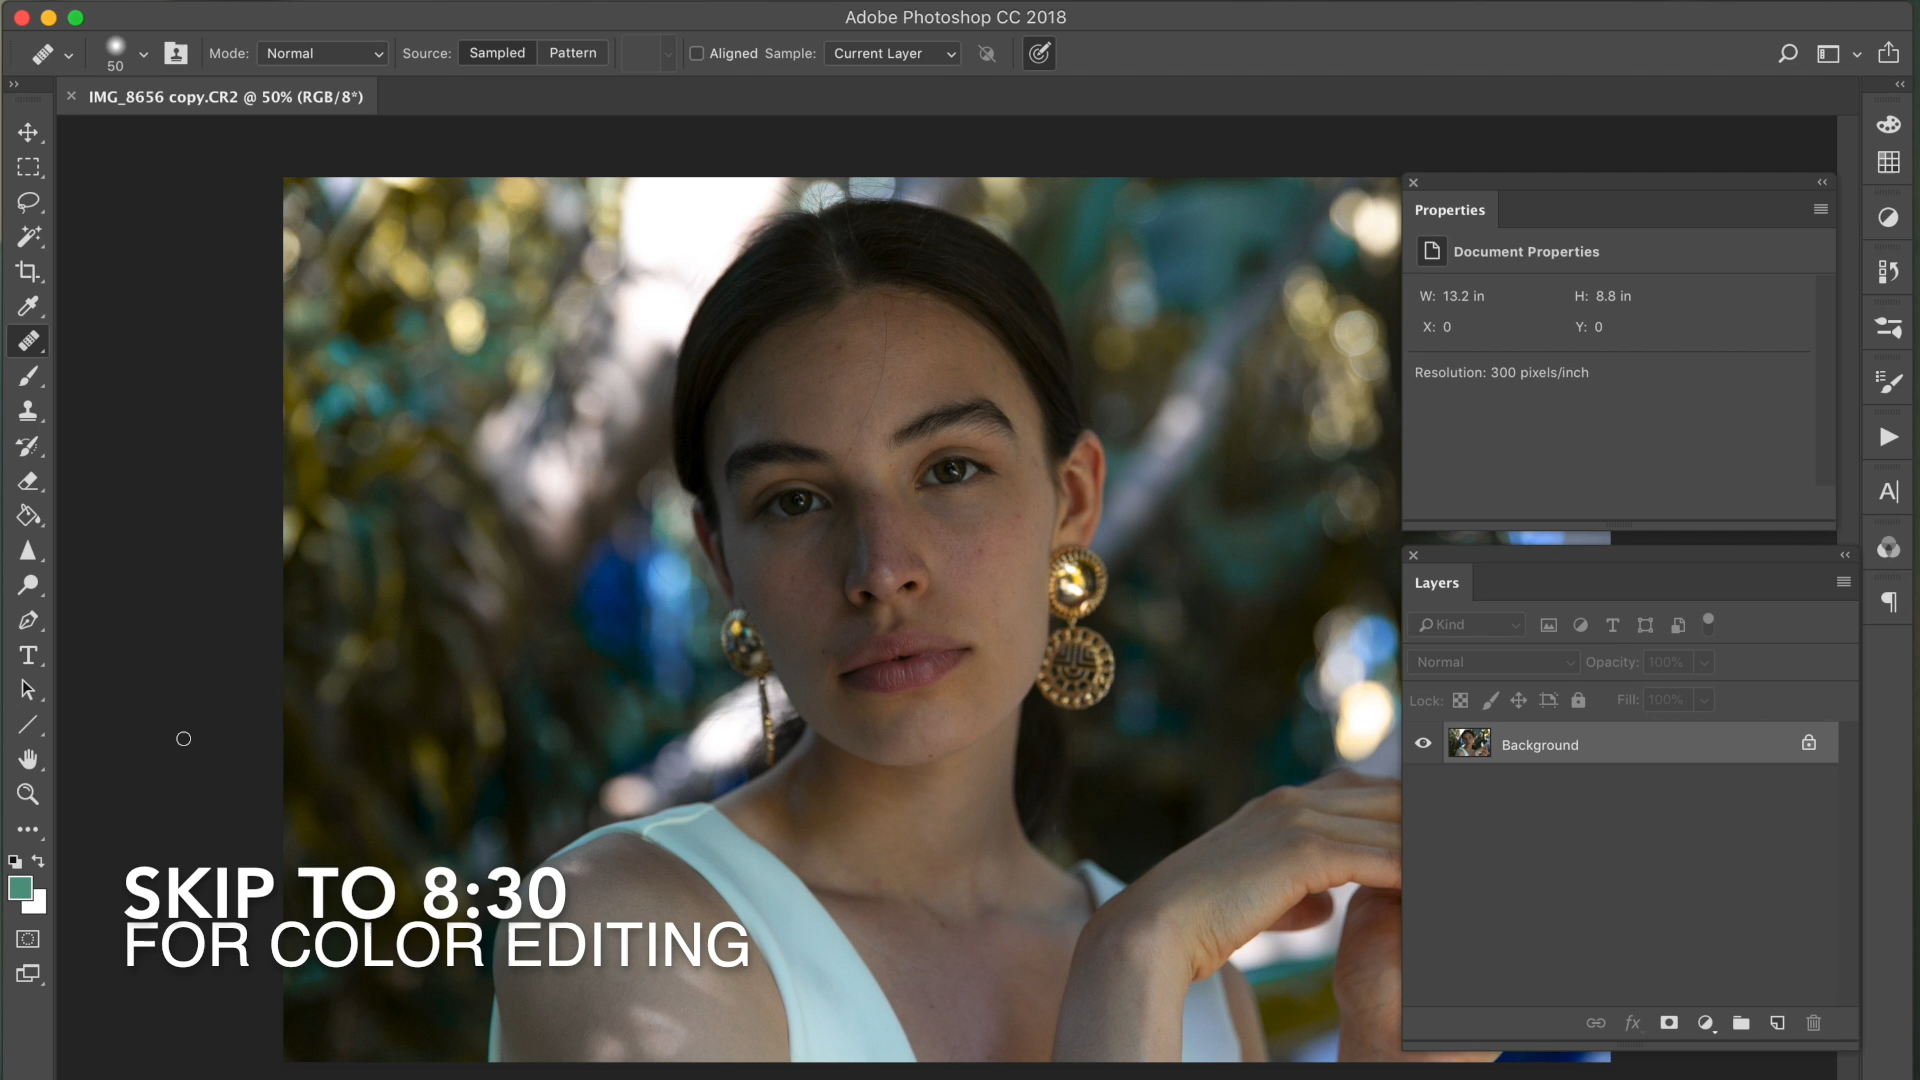 Adobe Photoshop CC 2018
50
Mode: Normal
Source: Sampled Pattern
Aligned Sample: Current Layer
IMG_8656 copy.CR2 @ 50% (RGB/8*)
Properties
Document Properties
W: 13.2 in H: 8.8 in
X: 0 Y: 0
Resolution: 300 pixels/inch
Layers
Kind
Normal Opacity: 100%
Lock: Fill: 100%
Background
fx
SKIP TO 8:30
FOR COLOR EDITING